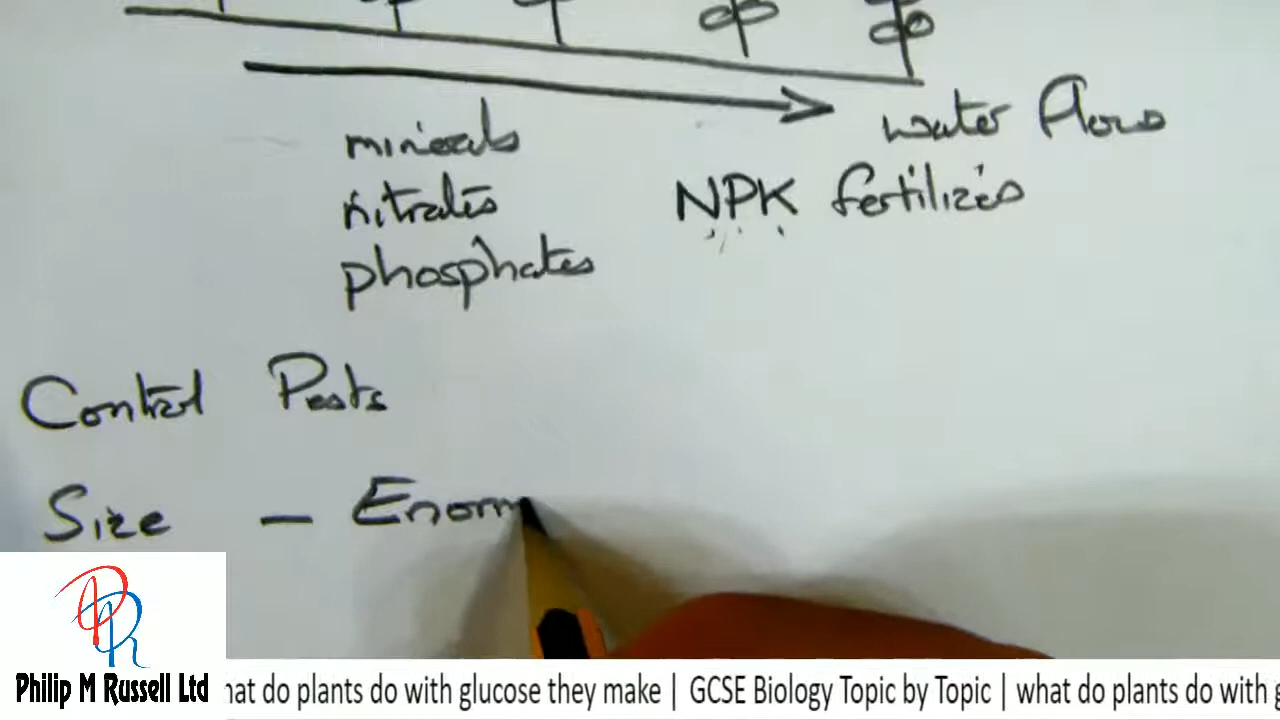 water flow
minerals
nitrates
NPK fertilizers
phosphates
Control Pests
Size - Enorm
Philip M Russell Ltd
hat do plants do with glucose they make | GCSE Biology Topic by Topic | what do plants do with g